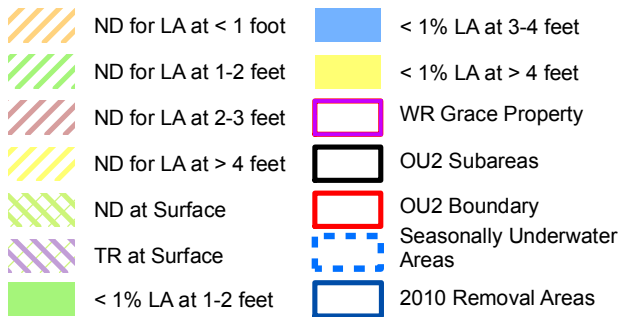 ND for LA at < 1 foot
ND for LA at 1-2 feet
ND for LA at 2-3 feet
ND for LA at > 4 feet
ND at Surface
TR at Surface
< 1% LA at 1-2 feet
< 1% LA at 3-4 feet
< 1% LA at > 4 feet
WR Grace Property
OU2 Subareas
OU2 Boundary
Seasonally Underwater
Areas
2010 Removal Areas